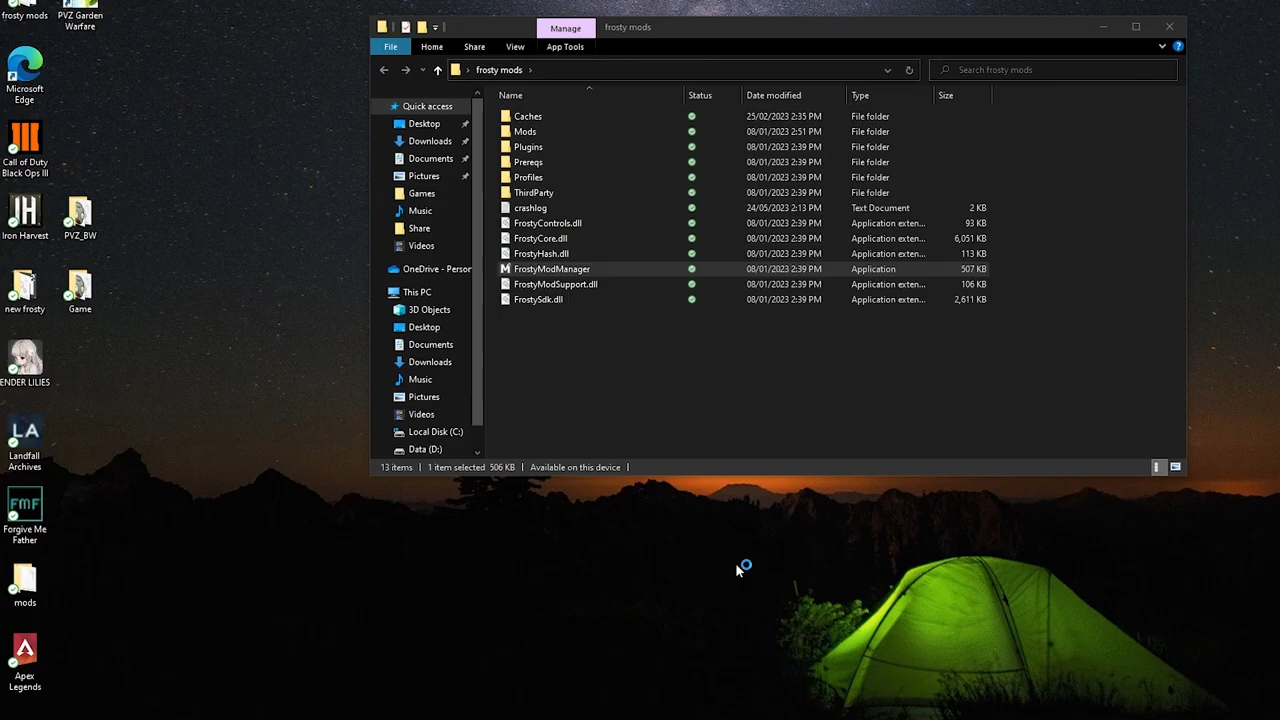 frosty mods
PVZ Garden
Warfare
Microsoft
Edge
Call of Duty
Black Ops III
Iron Harvest
PVZ_BW
new frosty
Game
ENDER LILIES
LA
Landfall
Archives
FMF
Forgive Me
Father
mods
Apex
Legends
Manage
frosty mods
File
Home
Share
View
App Tools
frosty mods
Search frosty mods
Quick access
Desktop
Downloads
Documents
Pictures
Games
Music
Share
Videos
OneDrive - Person
This PC
3D Objects
Desktop
Documents
Downloads
Music
Pictures
Videos
Local Disk (C:)
Data (D:)
Name Status Date modified Type Size
Caches 25/02/2023 2:35 PM File folder
Mods 08/01/2023 2:51 PM File folder
Plugins 08/01/2023 2:39 PM File folder
Prereqs 08/01/2023 2:39 PM File folder
Profiles 08/01/2023 2:39 PM File folder
ThirdParty 08/01/2023 2:39 PM File folder
crashlog 24/05/2023 2:13 PM Text Document 2 KB
FrostyControls.dll 08/01/2023 2:39 PM Application exten... 93 KB
FrostyCore.dll 08/01/2023 2:39 PM Application exten... 6,051 KB
FrostyHash.dll 08/01/2023 2:39 PM Application exten... 113 KB
FrostyModManager 08/01/2023 2:39 PM Application 507 KB
FrostyModSupport.dll 08/01/2023 2:39 PM Application exten... 106 KB
FrostySdk.dll 08/01/2023 2:39 PM Application exten... 2,611 KB
13 items 1 item selected 506 KB Available on this device